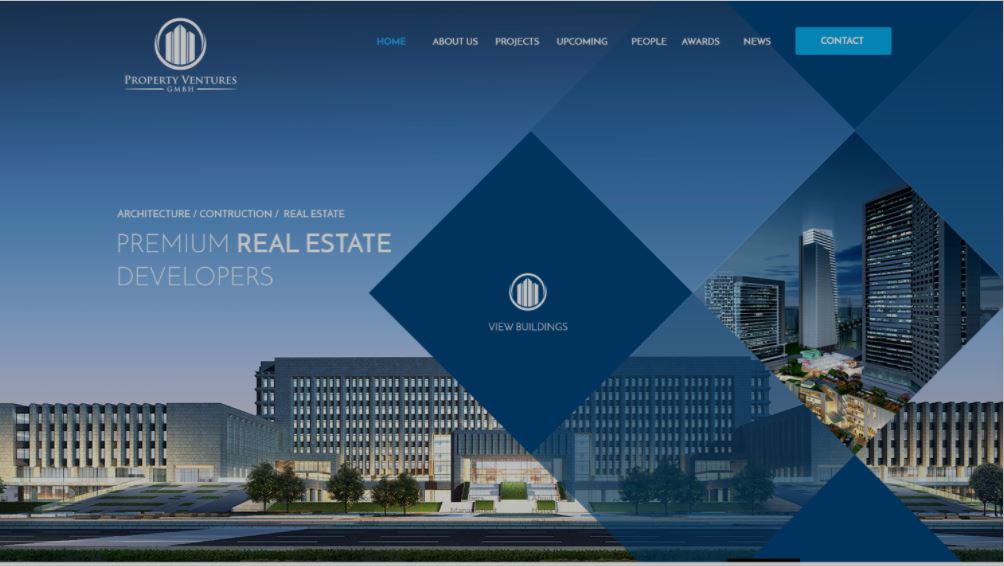 PROPERTY VENTURES
GMBH
HOME ABOUT US PROJECTS UPCOMING PEOPLE AWARDS NEWS CONTACT
ARCHITECTURE / CONTRUCTION / REAL ESTATE
PREMIUM REAL ESTATE
DEVELOPERS
VIEW BUILDINGS